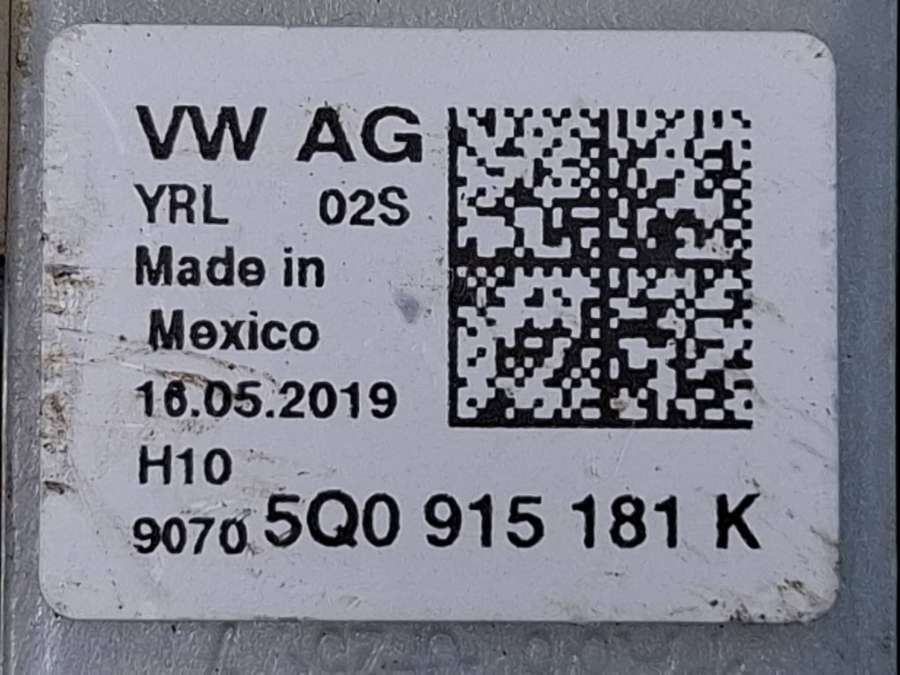 VW AG
YRL 02S
Made in
Mexico
16.05.2019
H10
9070 5Q0 915 181 K